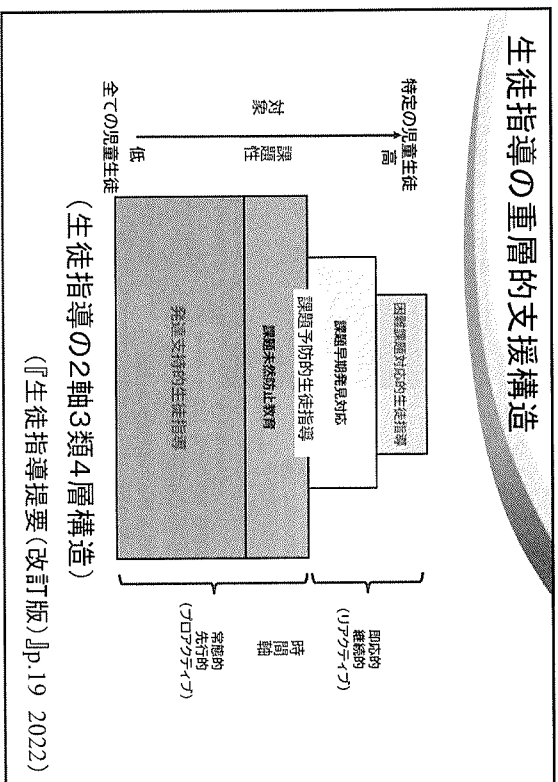 生徒指導の重層的支援構造
特定の児童生徒
高
対象
課題性
低
全ての児童生徒
困難課題対応的生徒指導
課題早期発見対応
課題予防的生徒指導
課題未然防止教育
発達支持的生徒指導
即応的
継続的
(リアクティブ)
時間軸
常態的
先行的
(プロアクティブ)
(生徒指導の2軸3類4層構造)
(『生徒指導提要(改訂版)』p.19 2022)